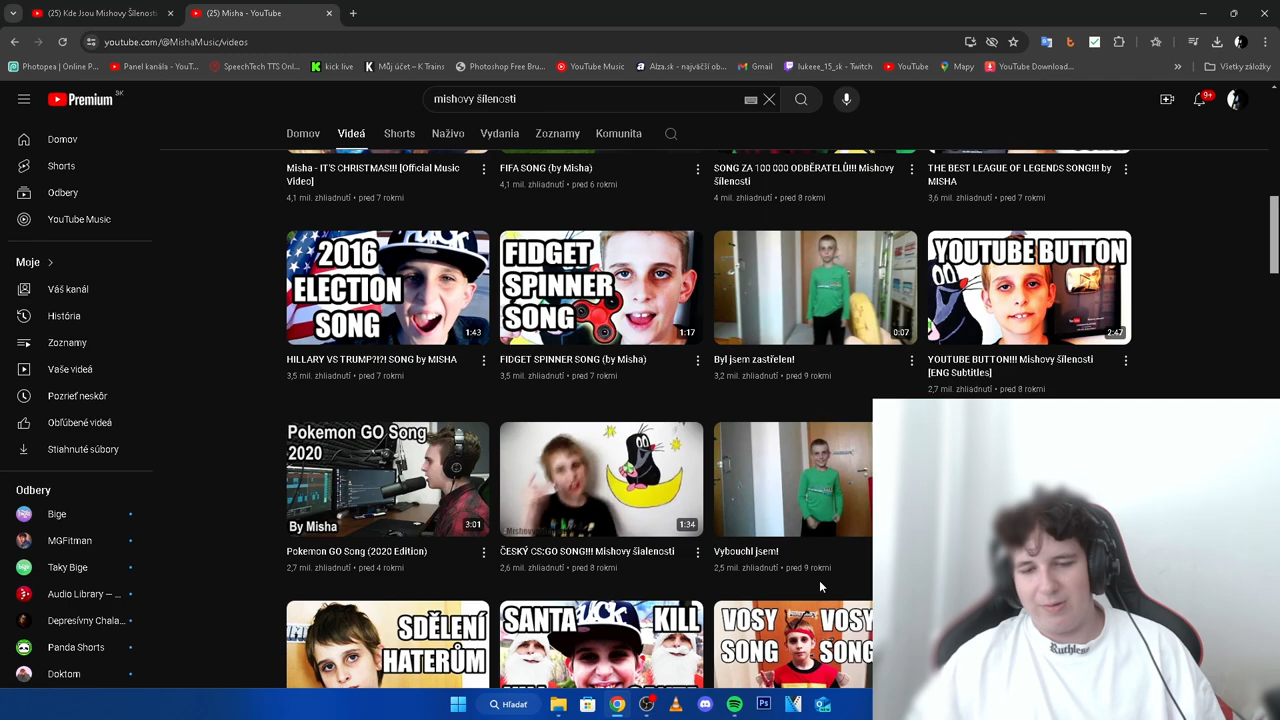 (25) Kde Jsou Mishovy Šílenosti
(25) Misha - YouTube
youtube.com/@MishaMusic/videos
Photopea | Online P...
Panel kanála - YouT...
SpeechTech TTS Onl...
kick live
Můj účet – K Trains
Photoshop Free Bru...
YouTube Music
Alza.sk - najväčší ob...
Gmail
lukeee_15_sk - Twitch
YouTube
Mapy
YouTube Download...
Všetky záložky
Premium SK
mishovy šílenosti
9+
Domov
Shorts
Odbery
YouTube Music
Moje
Váš kanál
História
Zoznamy
Vaše videá
Pozrieť neskôr
Obľúbené videá
Stiahnuté súbory
Odbery
Bige
MGFitman
Taky Bige
Audio Library — ...
Depresívny Chala...
Panda Shorts
Doktom
Domov
Videá
Shorts
Naživo
Vydania
Zoznamy
Komunita
Misha - IT'S CHRISTMAS!!! [Official Music
Video]
4,1 mil. zhliadnutí • pred 7 rokmi
FIFA SONG (by Misha)
4,1 mil. zhliadnutí • pred 6 rokmi
SONG ZA 100 000 ODBĚRATELŮ!!! Mishovy
šílenosti
4 mil. zhliadnutí • pred 8 rokmi
THE BEST LEAGUE OF LEGENDS SONG!!! by
MISHA
3,6 mil. zhliadnutí • pred 7 rokmi
2016
ELECTION
SONG
1:43
HILLARY VS TRUMP?!?! SONG by MISHA
3,5 mil. zhliadnutí • pred 7 rokmi
FIDGET
SPINNER
SONG
1:17
FIDGET SPINNER SONG (by Misha)
3,5 mil. zhliadnutí • pred 7 rokmi
0:07
Byl jsem zastřelen!
3,2 mil. zhliadnutí • pred 9 rokmi
YOUTUBE BUTTON
2:47
YOUTUBE BUTTON!!! Mishovy šílenosti
[ENG Subtitles]
2,7 mil. zhliadnutí • pred 8 rokmi
Pokemon GO Song
2020
By Misha
3:01
Pokemon GO Song (2020 Edition)
2,7 mil. zhliadnutí • pred 4 rokmi
1:34
ČESKÝ CS:GO SONG!!! Mishovy šialenosti
2,6 mil. zhliadnutí • pred 8 rokmi
Vybouchl jsem!
2,5 mil. zhliadnutí • pred 9 rokmi
SDĚLENÍ
HATERŮM
SANTA KILL
VOSY VOSY
SONG SONG
Ruthless
Hľadať